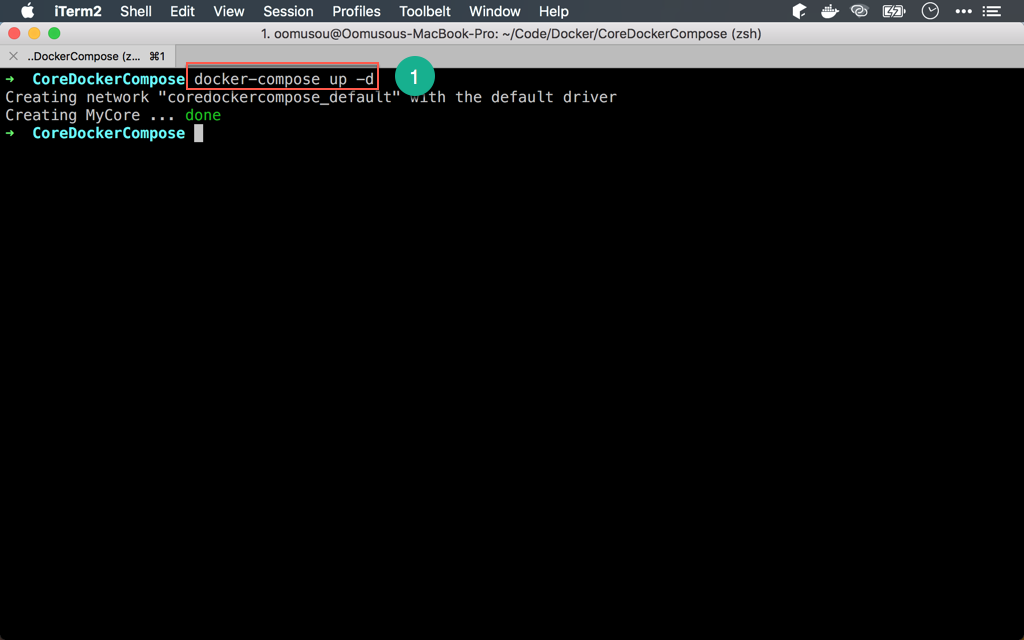 iTerm2 Shell Edit View Session Profiles Toolbelt Window Help
1. oomusou@Oomusous-MacBook-Pro: ~/Code/Docker/CoreDockerCompose (zsh)
..DockerCompose (z... ⌘1
➜ CoreDockerCompose docker-compose up -d 1
Creating network "coredockercompose_default" with the default driver
Creating MyCore ... done
➜ CoreDockerCompose